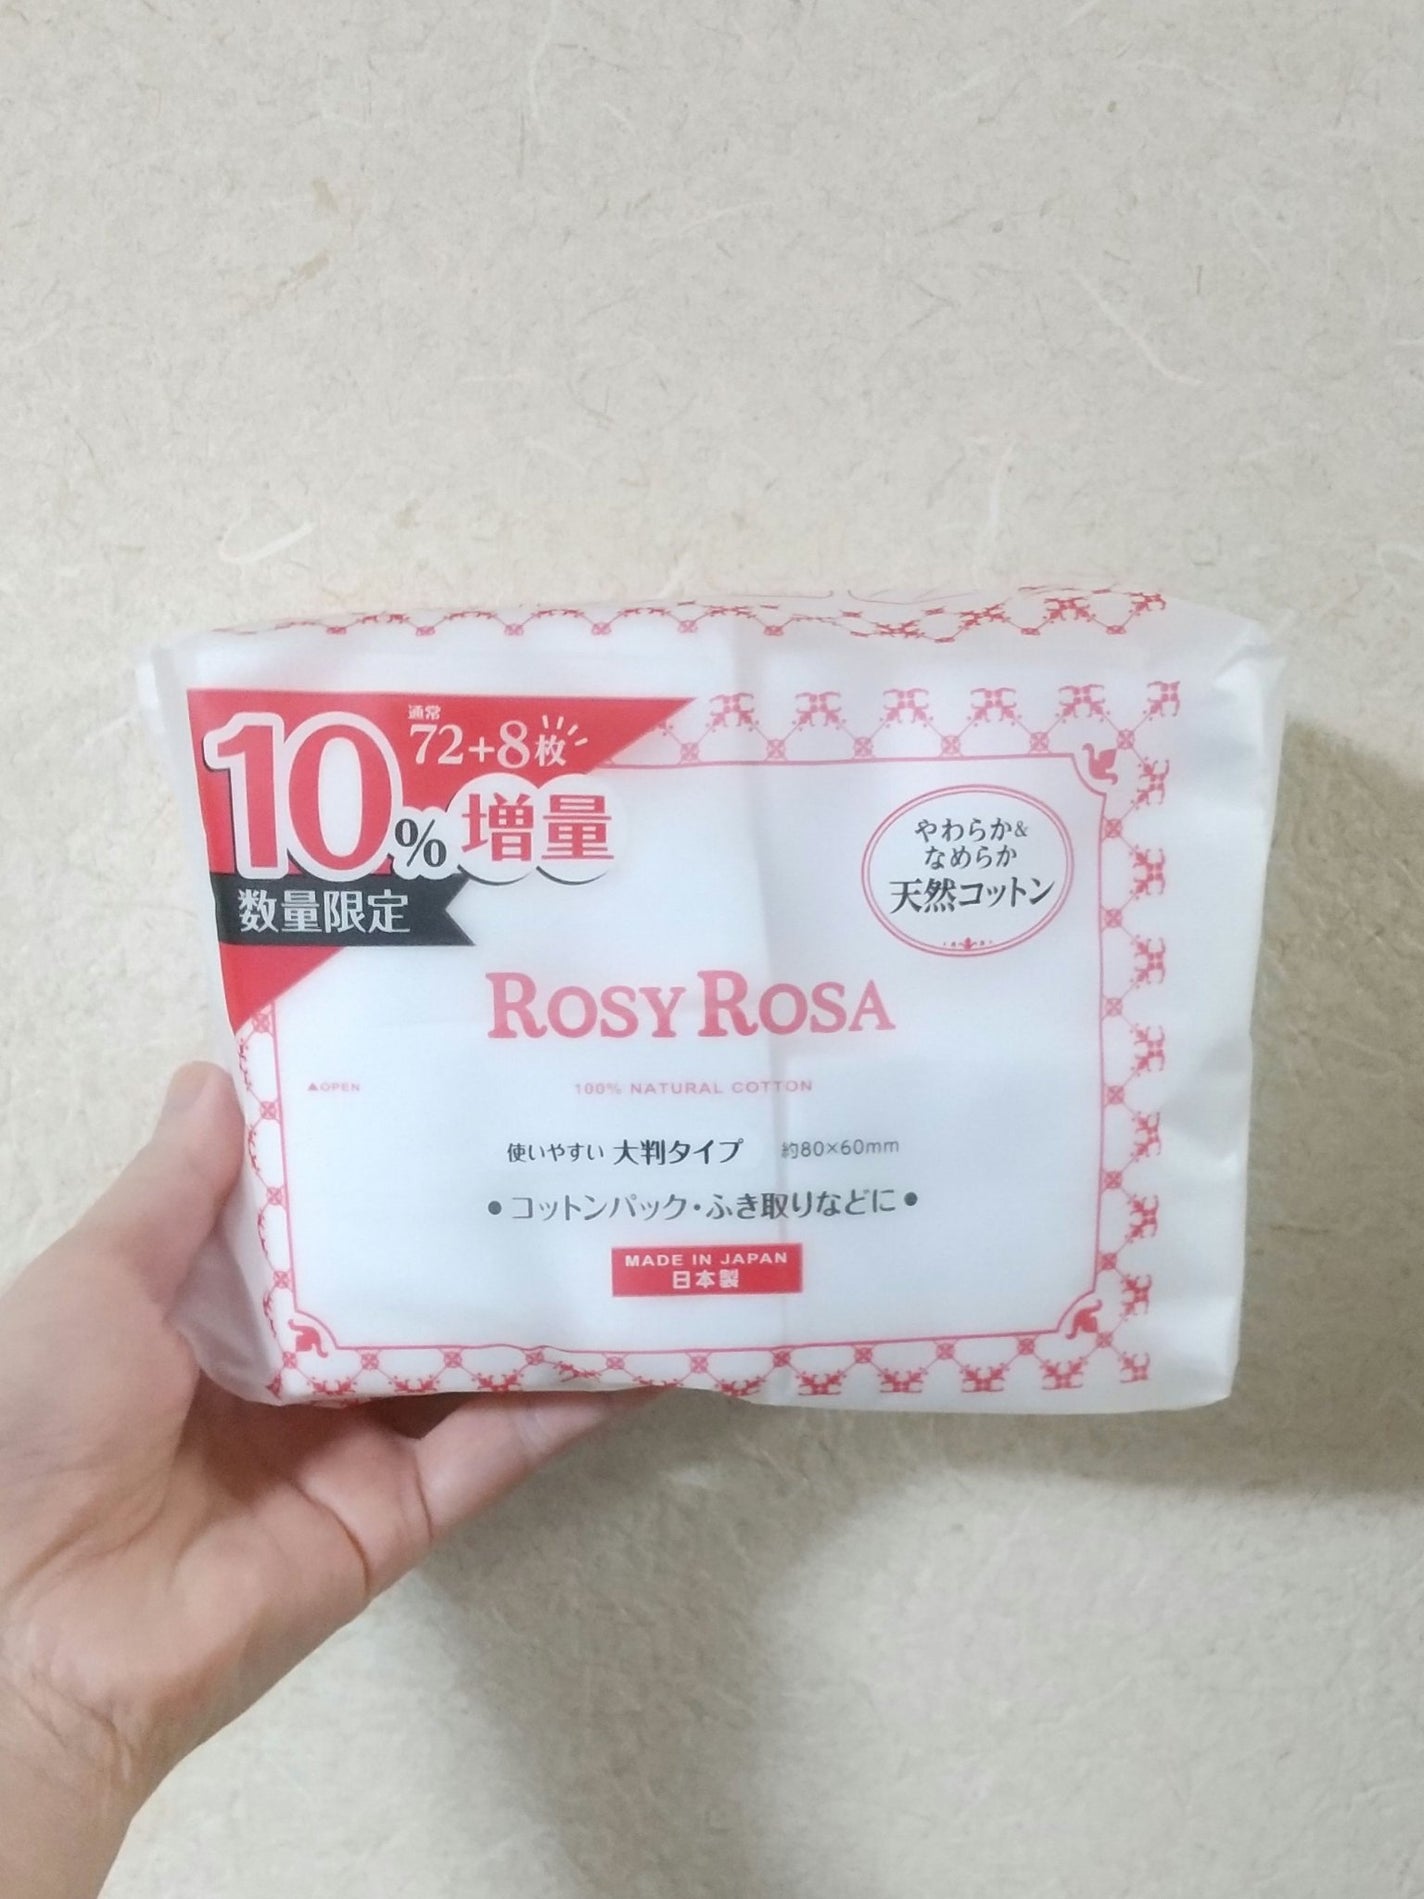 通常
72+8枚
10%増量
数量限定
やわらか&
なめらか
天然コットン
ROSY ROSA
▲OPEN
100% NATURAL COTTON
使いやすい 大判タイプ 約80×60mm
●コットンパック・ふき取りなどに●
MADE IN JAPAN
日本製